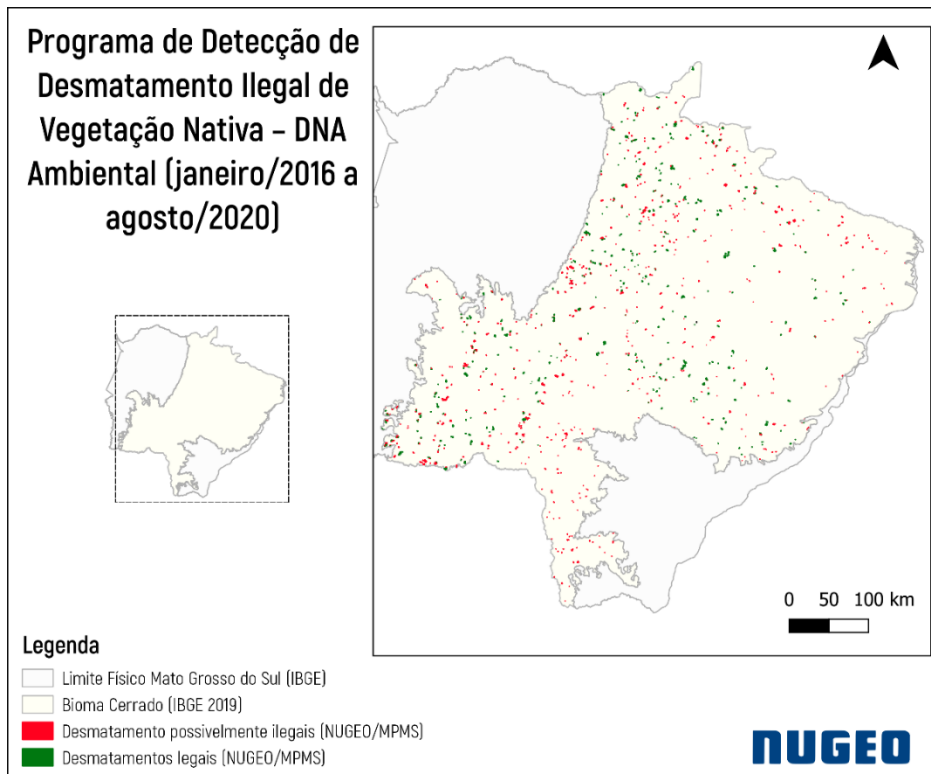 Programa de Detecção de
Desmatamento Ilegal de
Vegetação Nativa – DNA
Ambiental (janeiro/2016 a
agosto/2020)
0 50 100 km
Legenda
Limite Físico Mato Grosso do Sul (IBGE)
Bioma Cerrado (IBGE 2019)
Desmatamento possivelmente ilegais (NUGEO/MPMS)
Desmatamentos legais (NUGEO/MPMS)
NUGEO